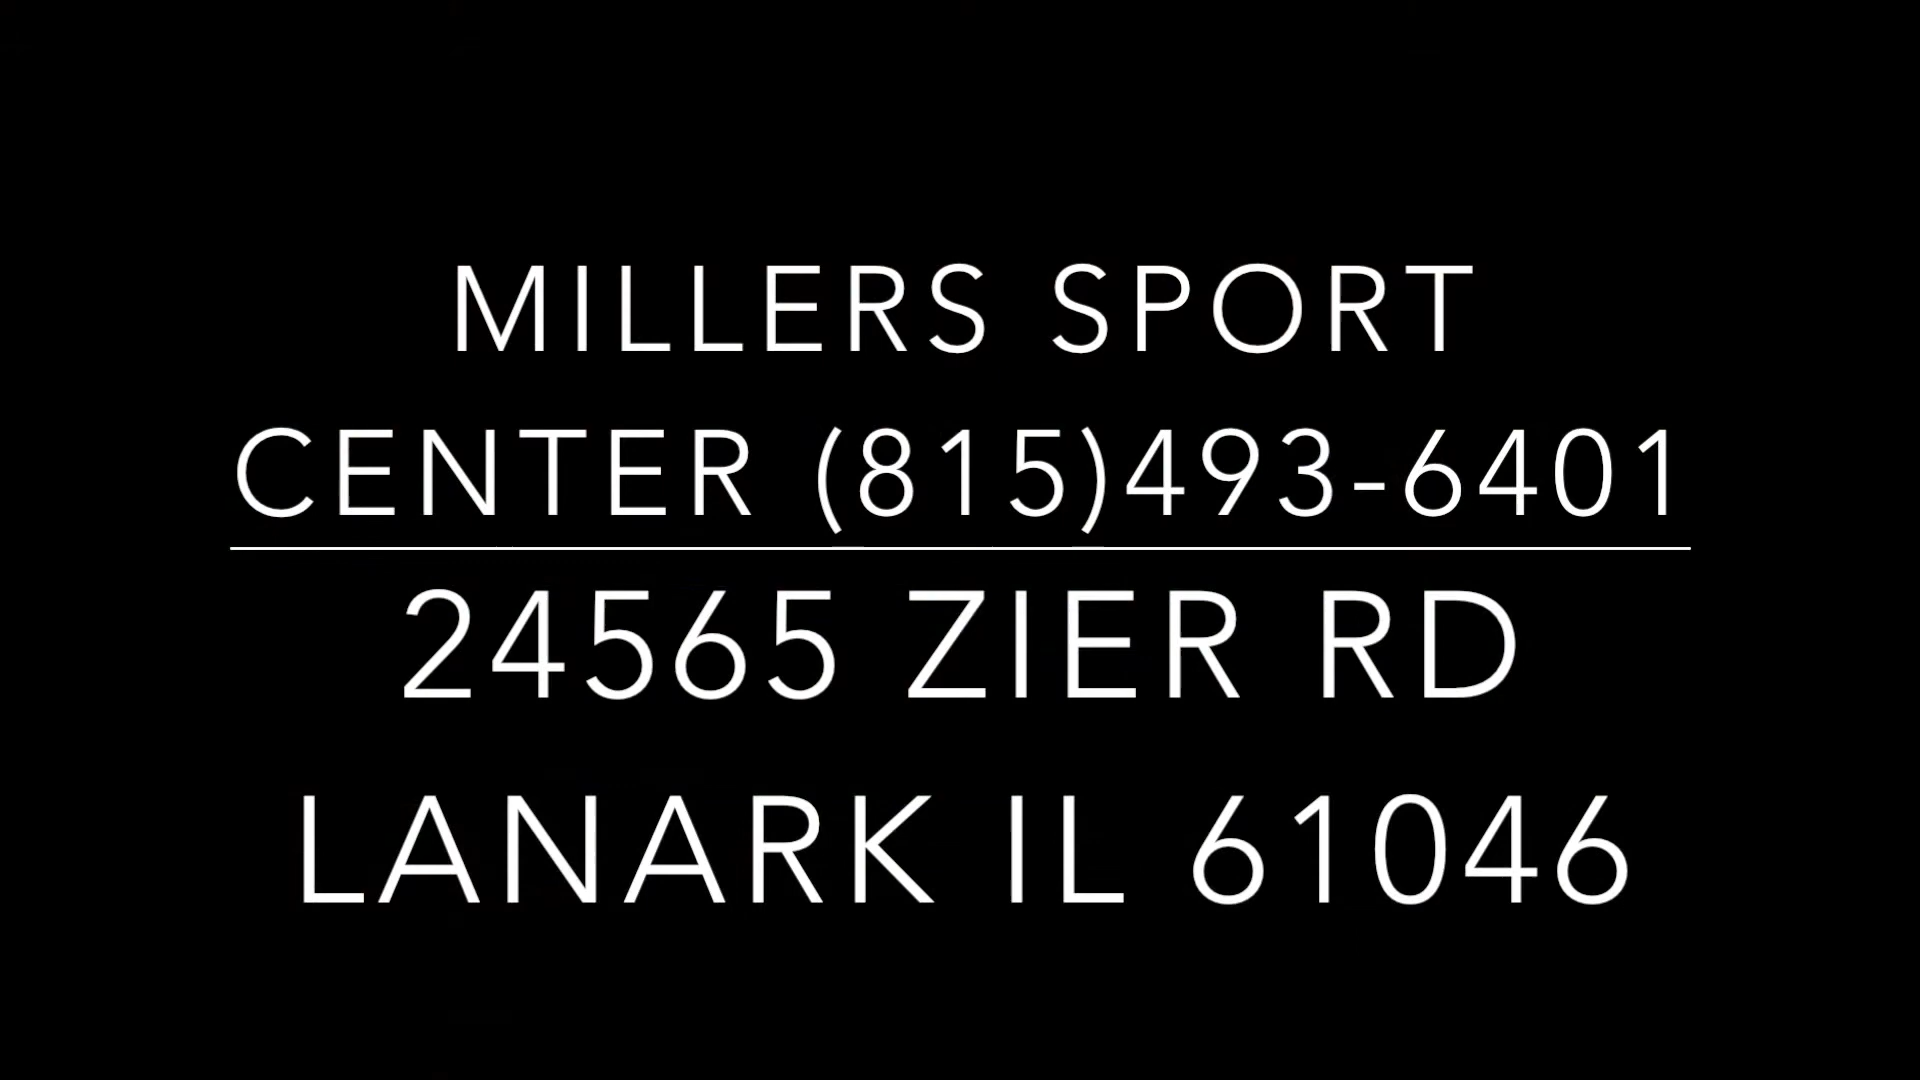 MILLERS SPORT
CENTER (815)493-6401
24565 ZIER RD
LANARK IL 61046